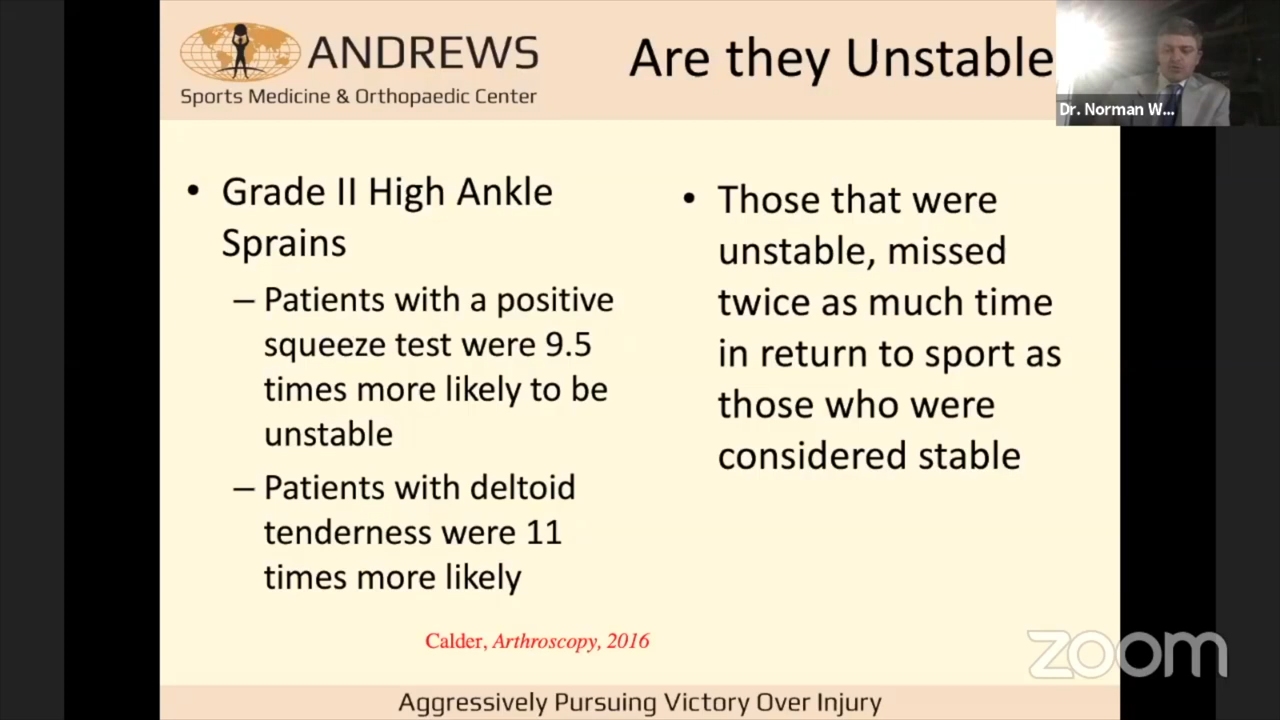 ANDREWS
Sports Medicine & Orthopaedic Center
Are they Unstable
Dr. Norman W...
• Grade II High Ankle
Sprains
– Patients with a positive
squeeze test were 9.5
times more likely to be
unstable
– Patients with deltoid
tenderness were 11
times more likely
• Those that were
unstable, missed
twice as much time
in return to sport as
those who were
considered stable
Calder, Arthroscopy, 2016
zoom
Aggressively Pursuing Victory Over Injury